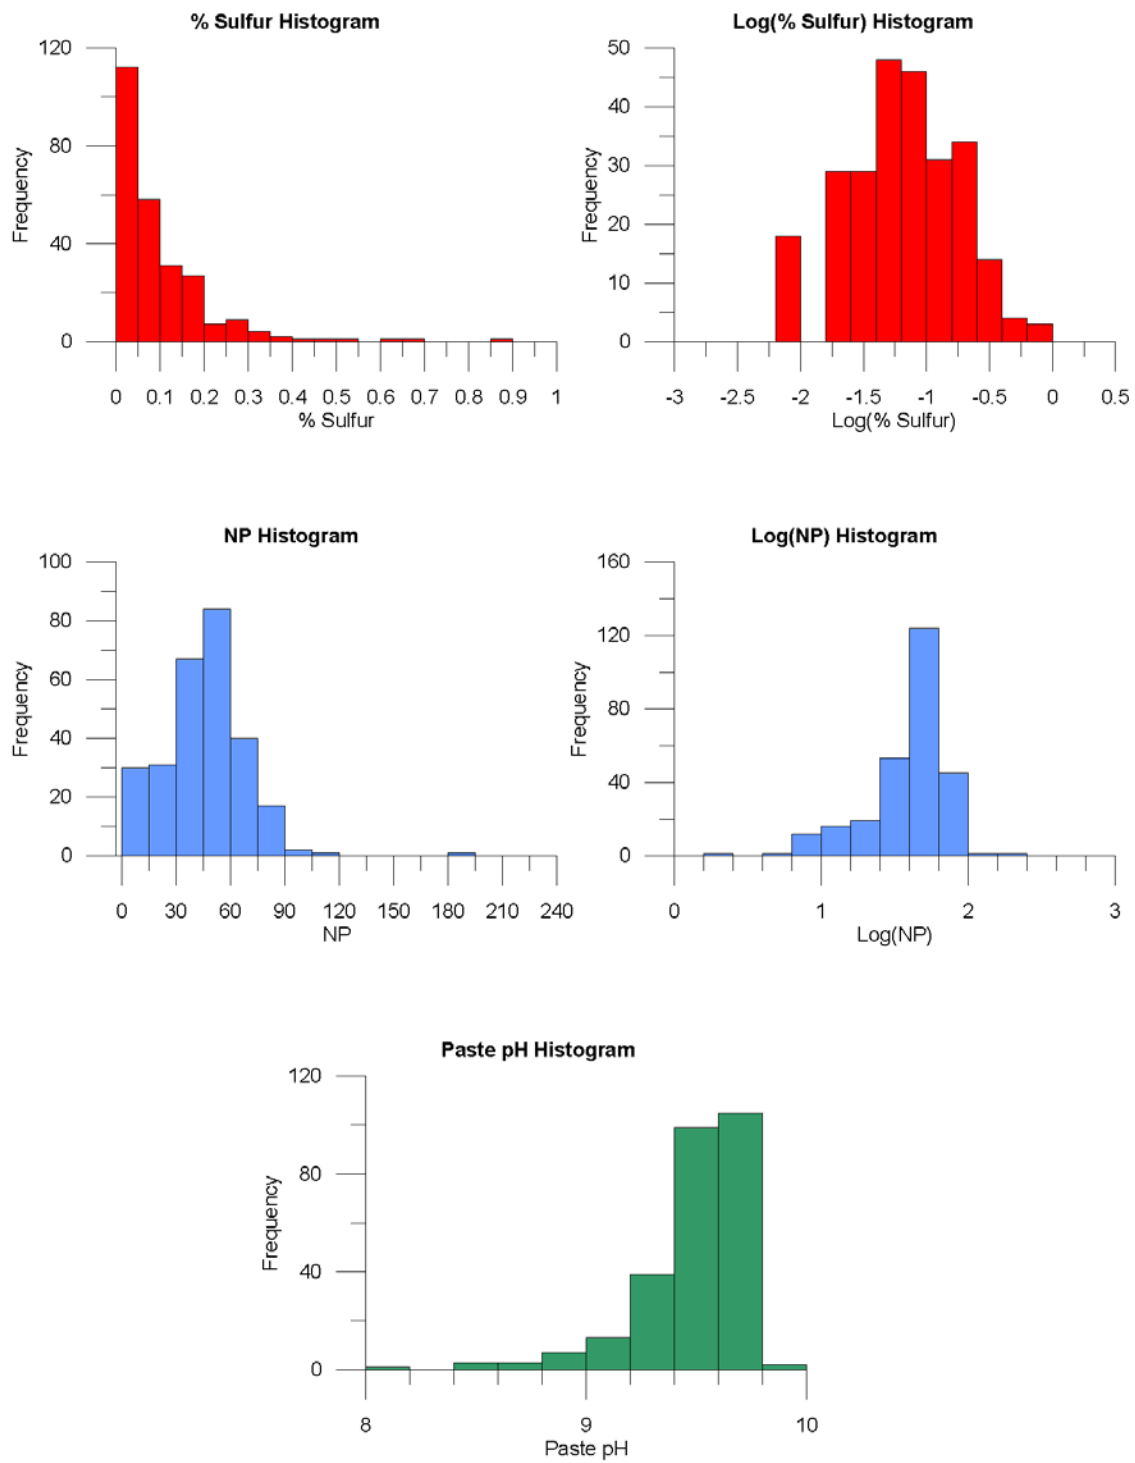 % Sulfur Histogram
120
80
40
0
Frequency
0 0.1 0.2 0.3 0.4 0.5 0.6 0.7 0.8 0.9 1
% Sulfur
Log(% Sulfur) Histogram
50
40
30
20
10
0
Frequency
-3 -2.5 -2 -1.5 -1 -0.5 0 0.5
Log(% Sulfur)
NP Histogram
100
80
60
40
20
0
Frequency
0 30 60 90 120 150 180 210 240
NP
Log(NP) Histogram
160
120
80
40
0
Frequency
0 1 2 3
Log(NP)
Paste pH Histogram
120
80
40
0
Frequency
8 9 10
Paste pH